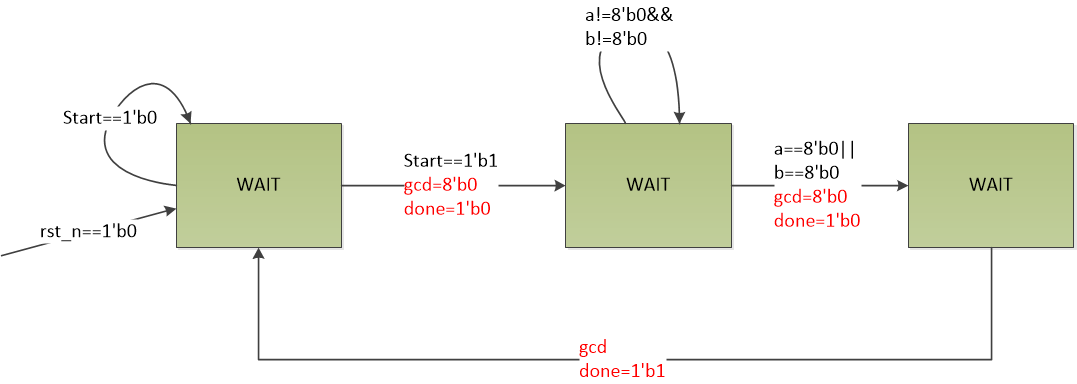 a!=8'b0&&
b!=8'b0
Start==1'b0
WAIT
rst_n==1'b0
Start==1'b1
gcd=8'b0
done=1'b0
WAIT
a==8'b0||
b==8'b0
gcd=8'b0
done=1'b0
WAIT
gcd
done=1'b1